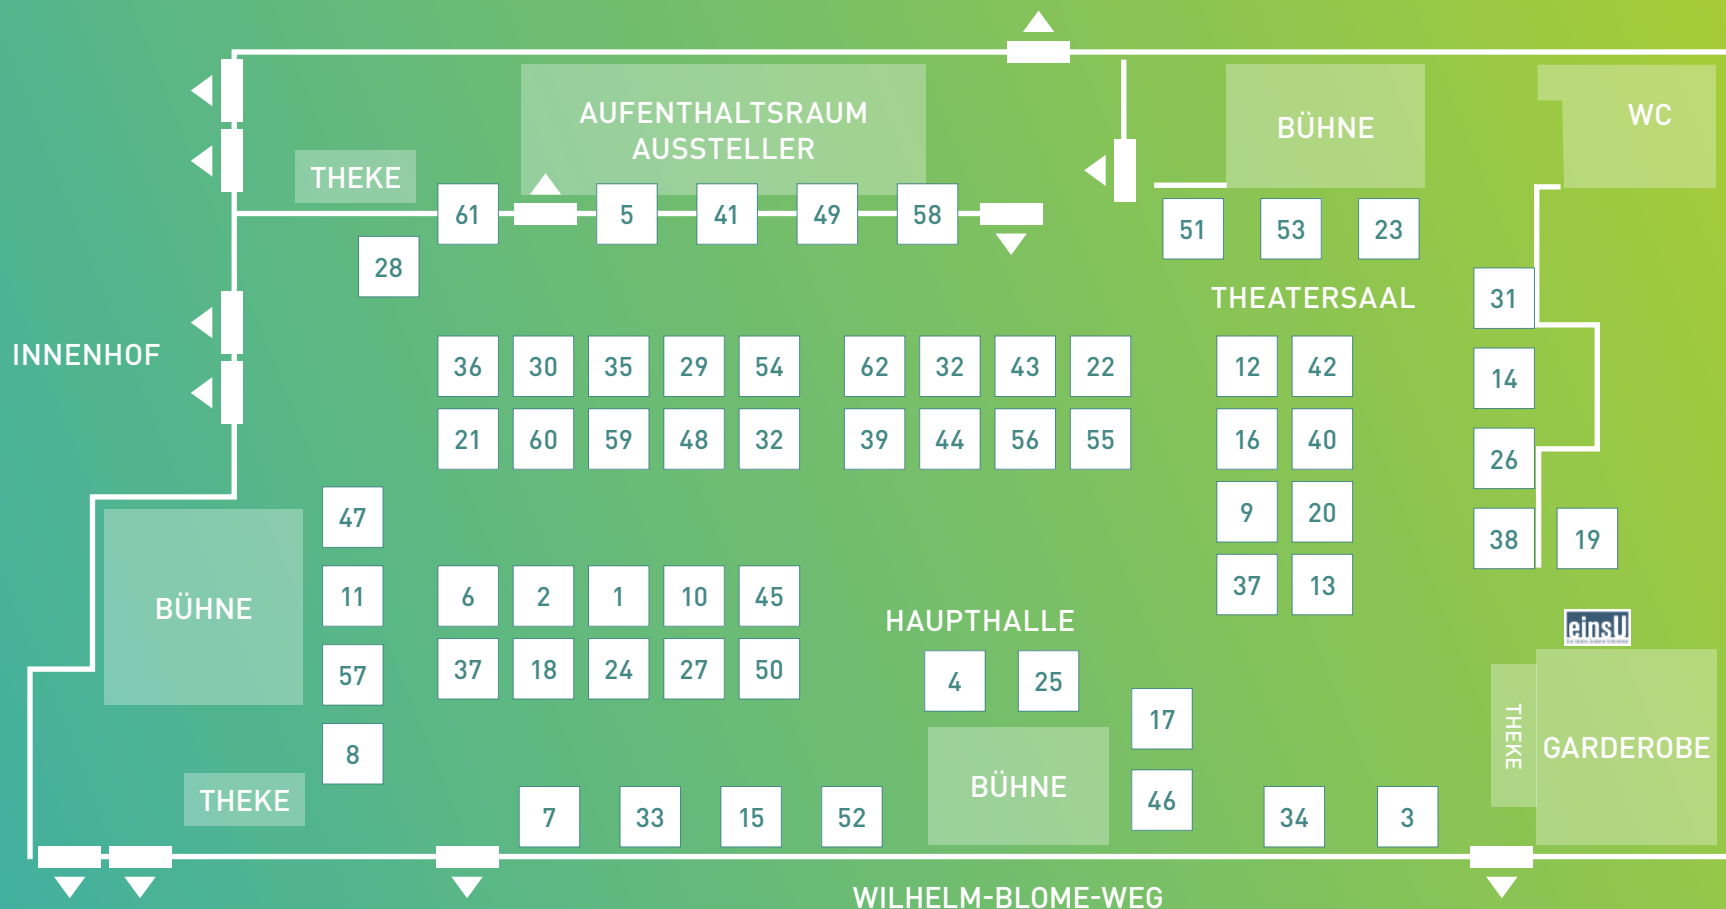 AUFENTHALTSRAUM
AUSSTELLER
BÜHNE
WC
THEKE
61
5
41
49
58
51
53
23
28
THEATERSAAL
31
INNENHOF
36 30 35 29 54 62 32 43 22 12 42
14
21 60 59 48 32 39 44 56 55 16 40
26
47
9 20
38 19
BÜHNE
11
6 2 1 10 45
37 13
HAUPTHALLE
einsU
57
37 18 24 27 50
4 25
17
THEKE
GARDEROBE
8
THEKE
BÜHNE
46
7 33 15 52
34 3
WILHELM-BLOME-WEG